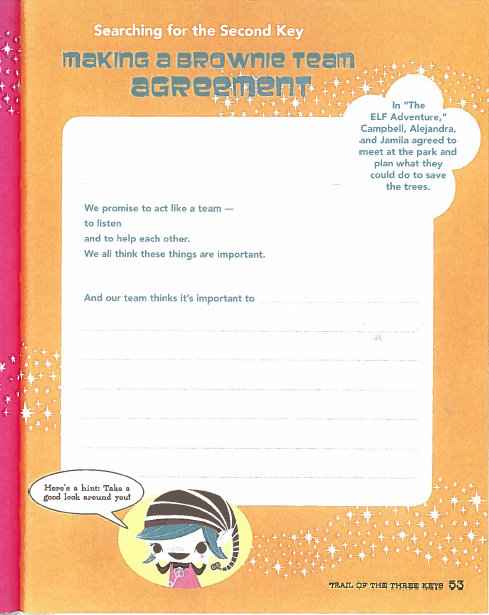 Searching for the Second Key
making a Brownie Team
agreement
In "The
ELF Adventure,"
Campbell, Alejandra,
and Jamila agreed to
meet at the park and
plan what they
could do to save
the trees.
We promise to act like a team —
to listen
and to help each other.
We all think these things are important.
And our team thinks it's important to
Here's a hint: Take a
good look around you!
TRAIL OF THE THREE KEYS 53